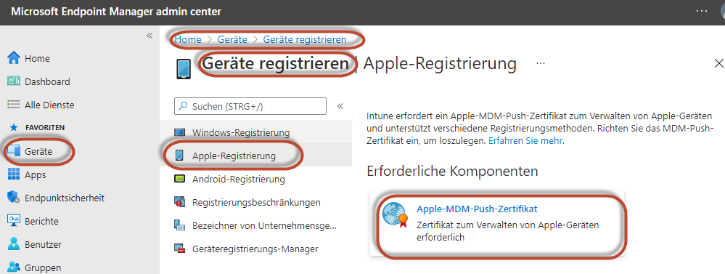 Microsoft Endpoint Manager admin center
...
«
Home
Dashboard
Alle Dienste
FAVORITEN
Geräte
Apps
Endpunktsicherheit
Berichte
Benutzer
Gruppen
Home > Geräte > Geräte registrieren
Geräte registrieren | Apple-Registrierung ...
Suchen (STRG+/) «
Windows-Registrierung
Apple-Registrierung
Android-Registrierung
Registrierungsbeschränkungen
Bezeichner von Unternehmensge...
Geräteregistrierungs-Manager
Intune erfordert ein Apple-MDM-Push-Zertifikat zum Verwalten von Apple-Geräten
und unterstützt verschiedene Registrierungsmethoden. Richten Sie das MDM-Push-
Zertifikat ein, um loszulegen. Erfahren Sie mehr.
Erforderliche Komponenten
Apple-MDM-Push-Zertifikat
Zertifikat zum Verwalten von Apple-Geräten
erforderlich